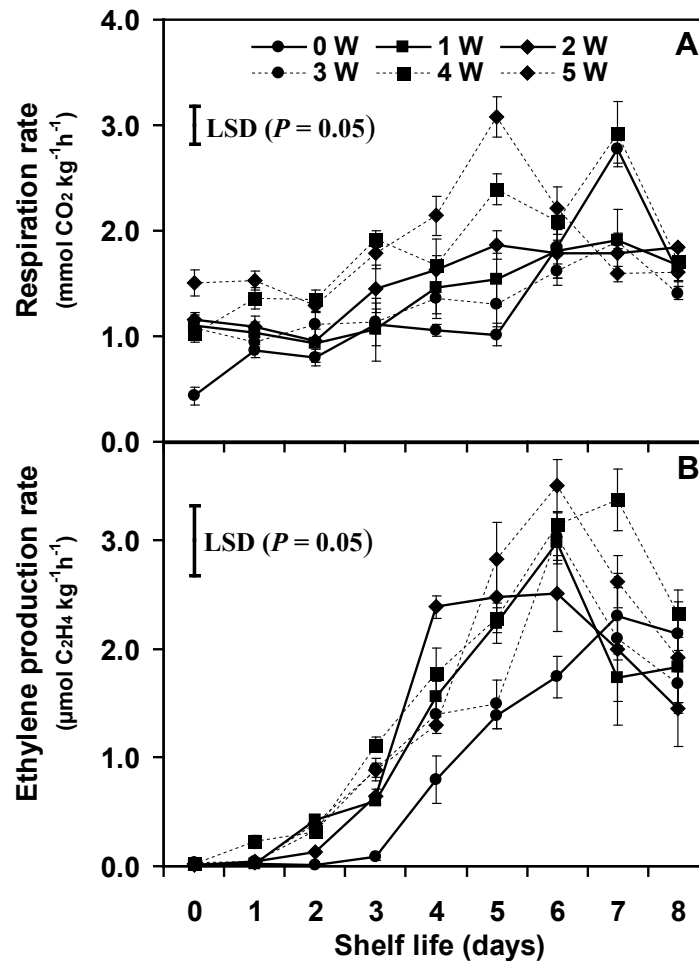 4.0
A
0 W 1 W 2 W
3 W 4 W 5 W
3.0
LSD (P = 0.05)
2.0
1.0
0.0
Respiration rate
(mmol CO₂ kg⁻¹h⁻¹)
B
3.0
LSD (P = 0.05)
2.0
1.0
0.0
Ethylene production rate
(µmol C₂H₄ kg⁻¹h⁻¹)
0 1 2 3 4 5 6 7 8
Shelf life (days)